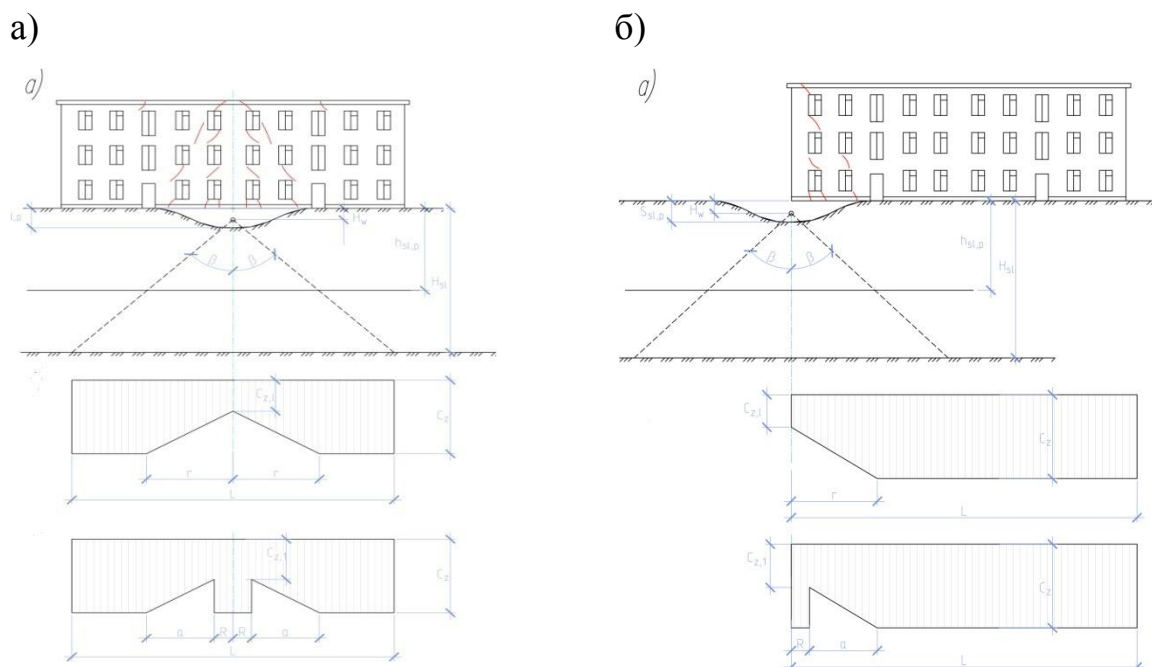 а)
б)
а)
а)
l,p
H_w
h_sl,p
H_sl
β β
S_sl,p
H_w
h_sl,p
H_sl
β β
C_z,l
C_z
r r
L
C_z,l
C_z
r
L
C_z,1
C_z
a R R a
L
C_z,1
C_z
R a
L